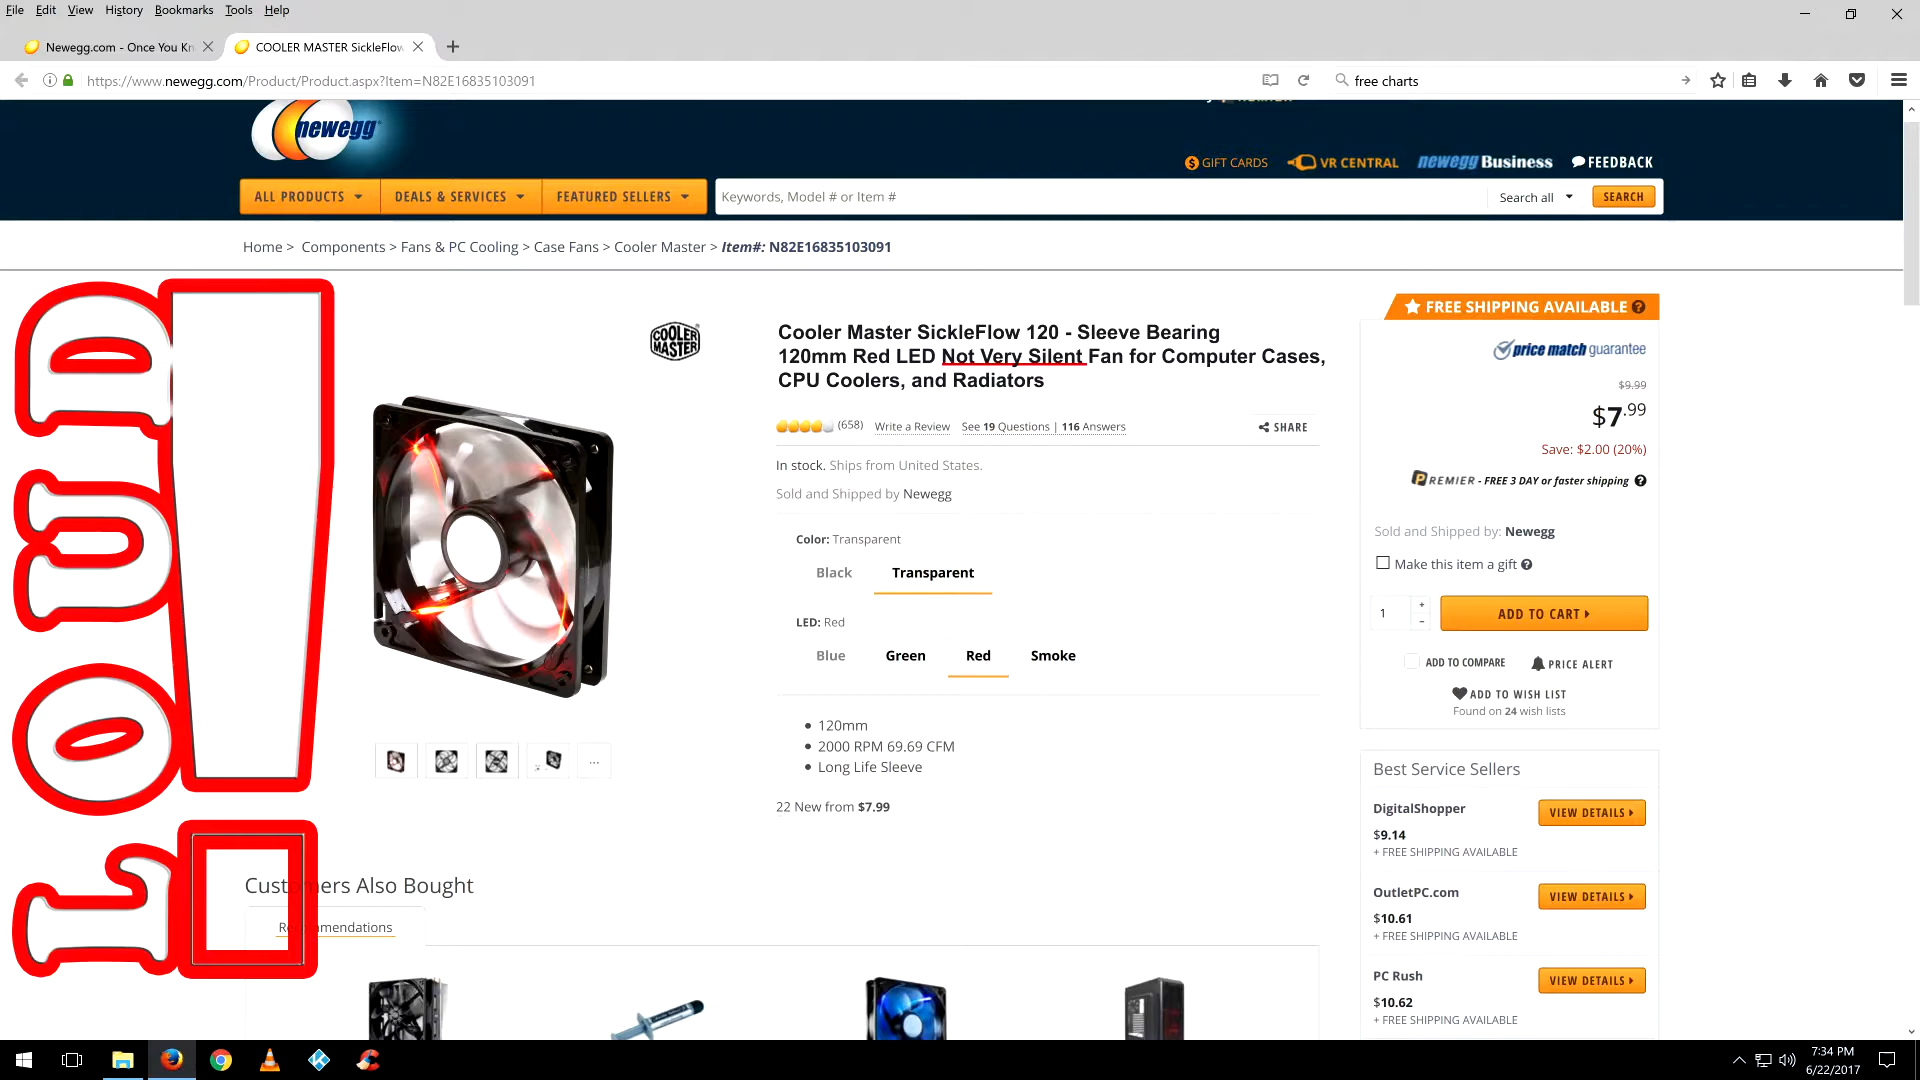 File Edit View History Bookmarks Tools Help
Newegg.com - Once You Kn
COOLER MASTER SickleFlow
https://www.newegg.com/Product/Product.aspx?Item=N82E16835103091
free charts
newegg
GIFT CARDS
VR CENTRAL
newegg Business
FEEDBACK
ALL PRODUCTS
DEALS & SERVICES
FEATURED SELLERS
Keywords, Model # or Item #
Search all
SEARCH
Home > Components > Fans & PC Cooling > Case Fans > Cooler Master > Item#: N82E16835103091
LOUD!
COOLER MASTER
Cooler Master SickleFlow 120 - Sleeve Bearing
120mm Red LED Not Very Silent Fan for Computer Cases,
CPU Coolers, and Radiators
(658) Write a Review See 19 Questions | 116 Answers
SHARE
In stock. Ships from United States.
Sold and Shipped by Newegg
Color: Transparent
Black Transparent
LED: Red
Blue Green Red Smoke
120mm
2000 RPM 69.69 CFM
Long Life Sleeve
22 New from $7.99
...
FREE SHIPPING AVAILABLE ?
price match guarantee
$9.99
$7.99
Save: $2.00 (20%)
PREMIER - FREE 3 DAY or faster shipping ?
Sold and Shipped by: Newegg
Make this item a gift ?
1
+
-
ADD TO CART
ADD TO COMPARE
PRICE ALERT
ADD TO WISH LIST
Found on 24 wish lists
Best Service Sellers
DigitalShopper
VIEW DETAILS
$9.14
+ FREE SHIPPING AVAILABLE
OutletPC.com
VIEW DETAILS
$10.61
+ FREE SHIPPING AVAILABLE
PC Rush
VIEW DETAILS
$10.62
+ FREE SHIPPING AVAILABLE
Customers Also Bought
7:34 PM
6/22/2017